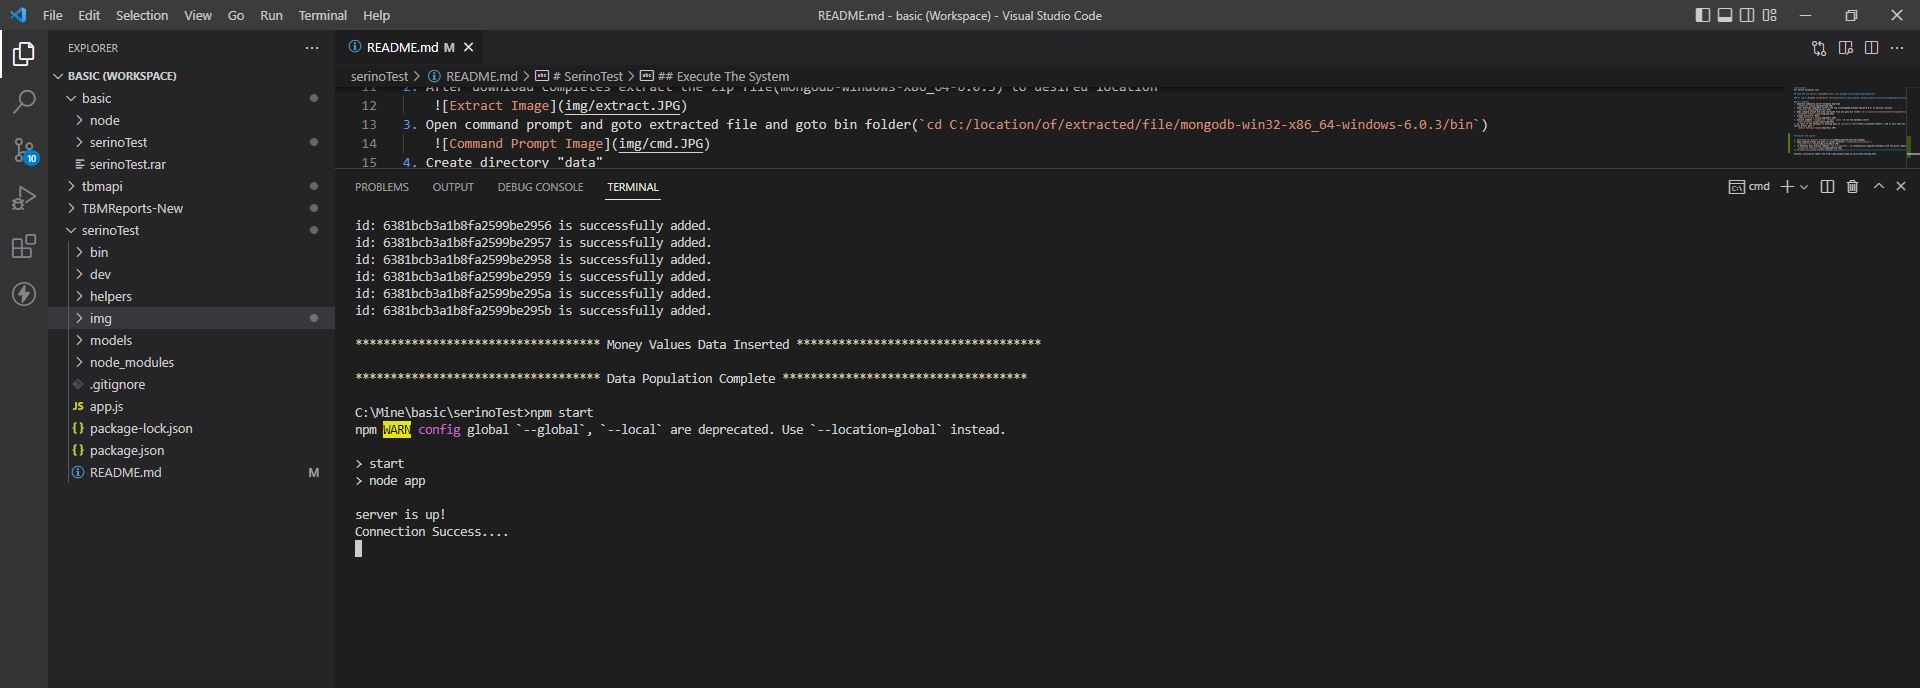 File Edit Selection View Go Run Terminal Help
README.md - basic (Workspace) - Visual Studio Code
EXPLORER
BASIC (WORKSPACE)
basic
node
serinoTest
serinoTest.rar
tbmapi
TBMReports-New
serinoTest
bin
dev
helpers
img
models
node_modules
.gitignore
JS app.js
{} package-lock.json
{} package.json
README.md M
10
README.md M
serinoTest > README.md > # SerinoTest > ## Execute The System
11 2. After download completes extract the zip file(mongodb-windows-x86_64-6.0.3) to desired location
12 ![Extract Image](img/extract.JPG)
13 3. Open command prompt and goto extracted file and goto bin folder(`cd C:/location/of/extracted/file/mongodb-win32-x86_64-windows-6.0.3/bin`)
14 ![Command Prompt Image](img/cmd.JPG)
15 4. Create directory "data"
PROBLEMS OUTPUT DEBUG CONSOLE TERMINAL
cmd
id: 6381bcb3a1b8fa2599be2956 is successfully added.
id: 6381bcb3a1b8fa2599be2957 is successfully added.
id: 6381bcb3a1b8fa2599be2958 is successfully added.
id: 6381bcb3a1b8fa2599be2959 is successfully added.
id: 6381bcb3a1b8fa2599be295a is successfully added.
id: 6381bcb3a1b8fa2599be295b is successfully added.
*********************************** Money Values Data Inserted ***********************************
*********************************** Data Population Complete ***********************************
C:\Mine\basic\serinoTest>npm start
npm WARN config global `--global`, `--local` are deprecated. Use `--location=global` instead.
> start
> node app
server is up!
Connection Success....